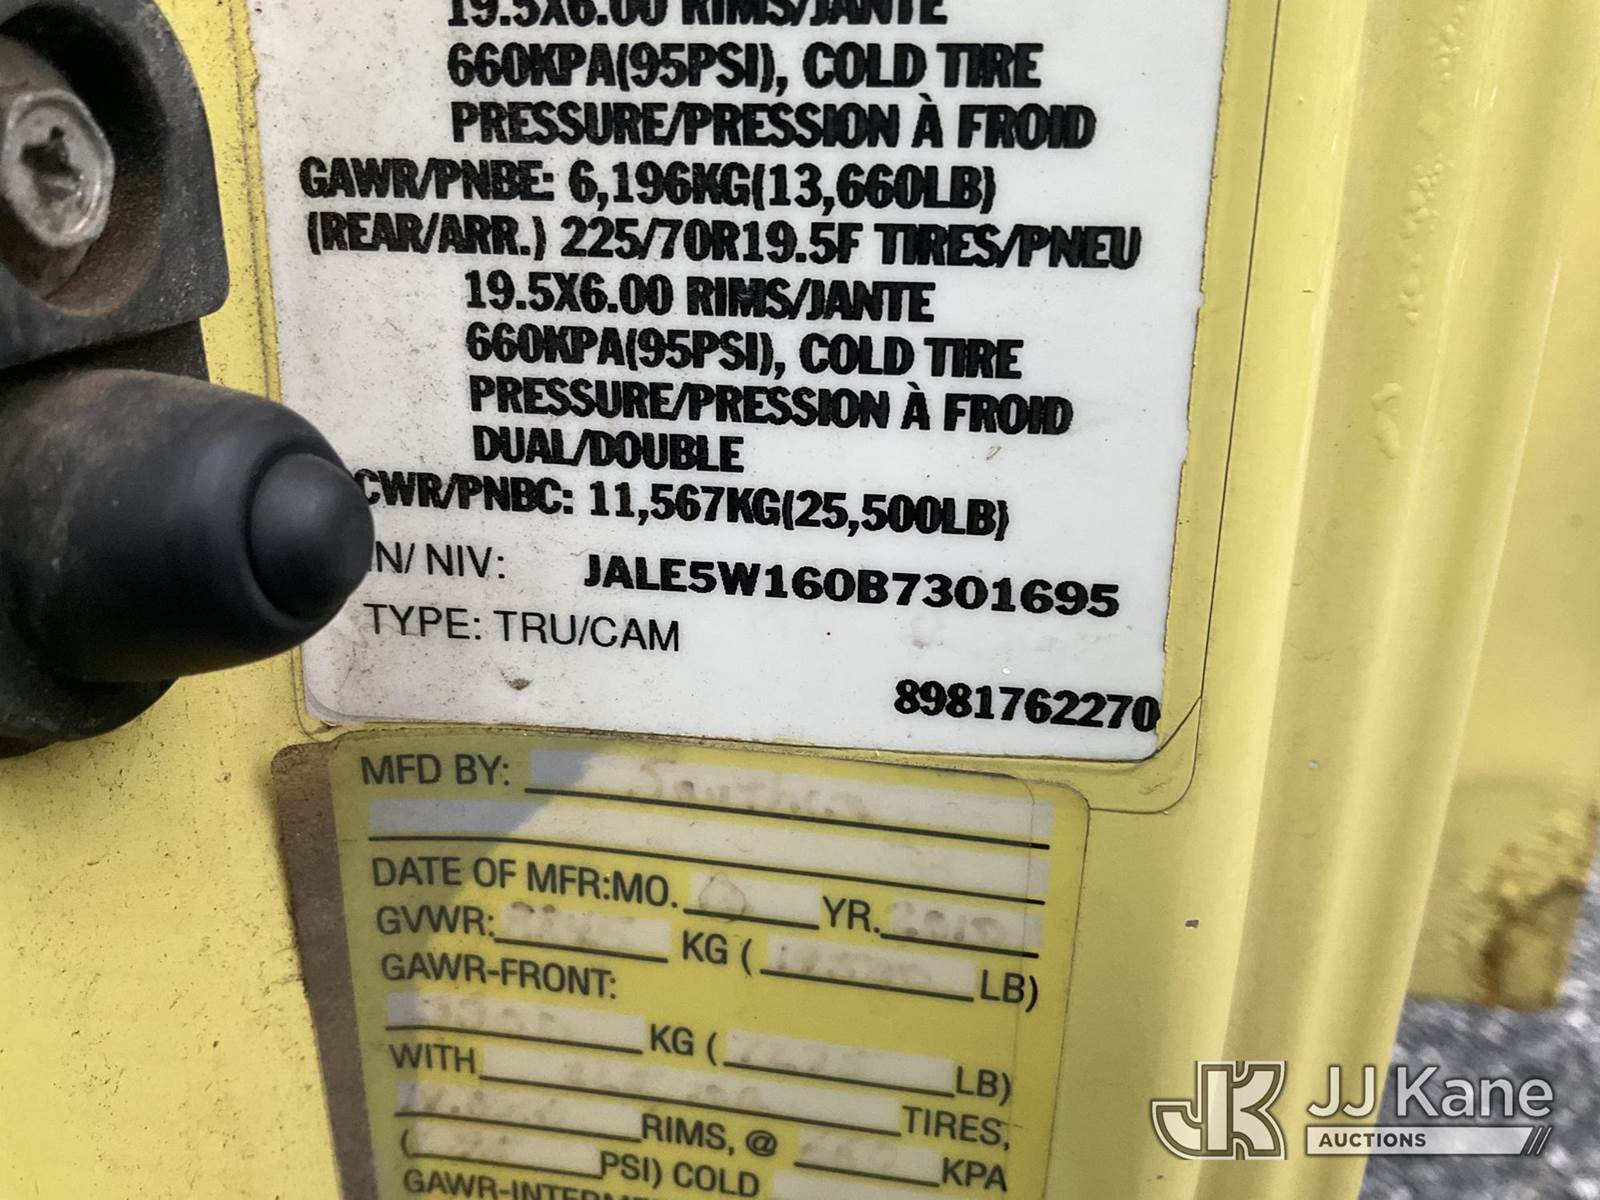 19.5X6.00 RIMS/JANTE
660KPA(95PSI), COLD TIRE
PRESSURE/PRESSION À FROID
GAWR/PNBE: 6,196KG(13,660LB)
(REAR/ARR.) 225/70R19.5F TIRES/PNEU
19.5X6.00 RIMS/JANTE
660KPA(95PSI), COLD TIRE
PRESSURE/PRESSION À FROID
DUAL/DOUBLE
CWR/PNBC: 11,567KG(25,500LB)
IN/ NIV: JALE5W160B7301695
TYPE: TRU/CAM
8981762270
MFD BY:
DATE OF MFR:MO. YR.
GVWR: KG ( LB)
GAWR-FRONT:
KG ( LB)
WITH TIRES,
RIMS, @ KPA
( PSI) COLD
JK JJ Kane
AUCTIONS